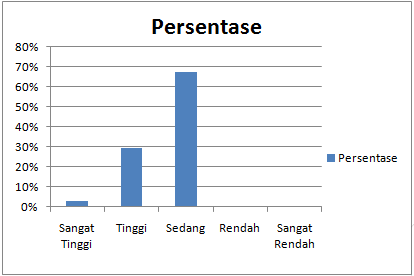 Persentase
80%
70%
60%
50%
40%
30%
20%
10%
0%
Sangat
Tinggi
Tinggi
Sedang
Rendah
Sangat
Rendah
Persentase